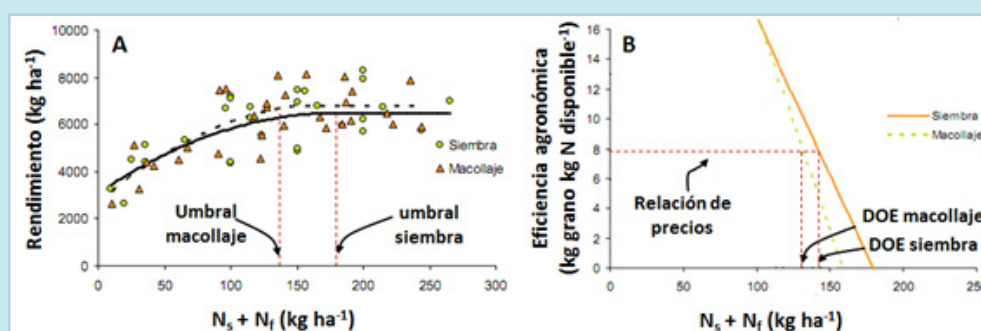 A
Rendimiento (kg ha-1)
10000
8000
6000
4000
2000
0
Siembra
Macollaje
Umbral
macollaje
umbral
siembra
0 50 100 150 200 250 300
Ns + Nf (kg ha-1)
B
Eficiencia agronómica
(kg grano kg N disponible-1)
16
14
12
10
8
6
4
2
0
Siembra
Macollaje
Relación de
precios
DOE macollaje
DOE siembra
0 50 100 150 200 250
Ns + Nf (kg ha-1)